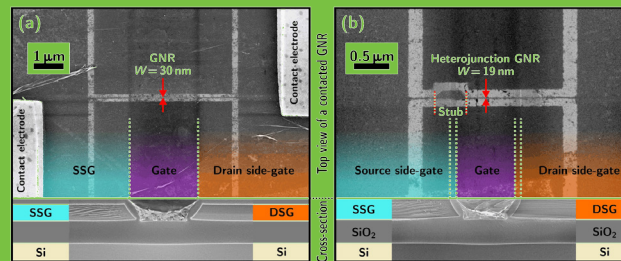 (a)
1 μm
GNR
W = 30 nm
Contact electrode
Contact electrode
SSG
Gate
Drain side-gate
SSG
DSG
Si
Si
Top view of a contacted GNR
Cross-section
(b)
0.5 μm
Heterojunction GNR
W = 19 nm
Stub
Source side-gate
Gate
Drain side-gate
SSG
DSG
SiO₂
SiO₂
Si
Si